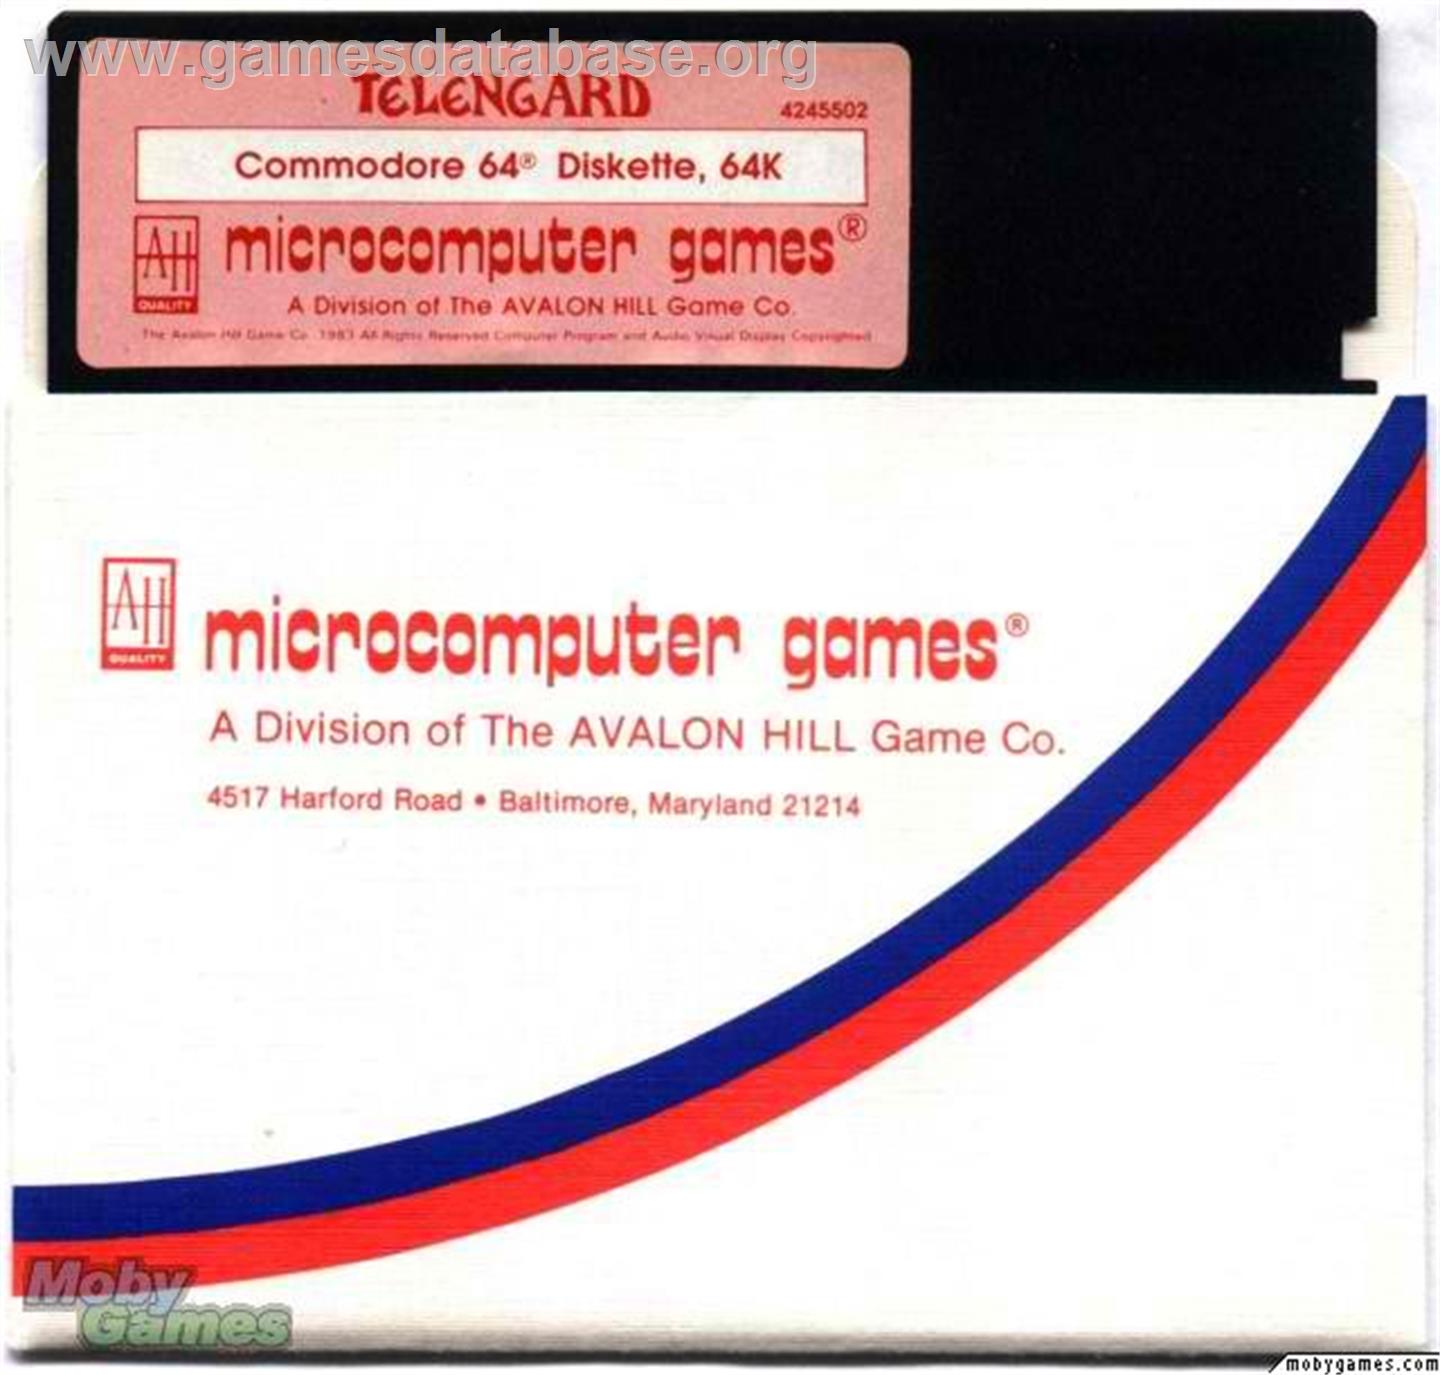 www.gamesdatabase.org
TELENGARD
4245502
Commodore 64® Diskette, 64K
AH
QUALITY
microcomputer games®
A Division of The AVALON HILL Game Co.
The Avalon Hill Game Co. 1983 All Rights Reserved Computer Program and Audio Visual Display Copyrighted
AH
QUALITY
microcomputer games®
A Division of The AVALON HILL Game Co.
4517 Harford Road • Baltimore, Maryland 21214
Moby
Games
mobygames.com